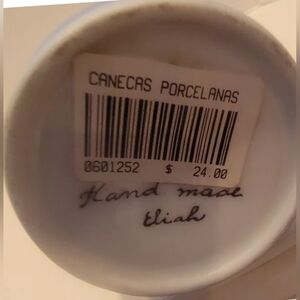 CANECAS PORCELANAS
0601252 $ 24.00
Hand made
Eliah